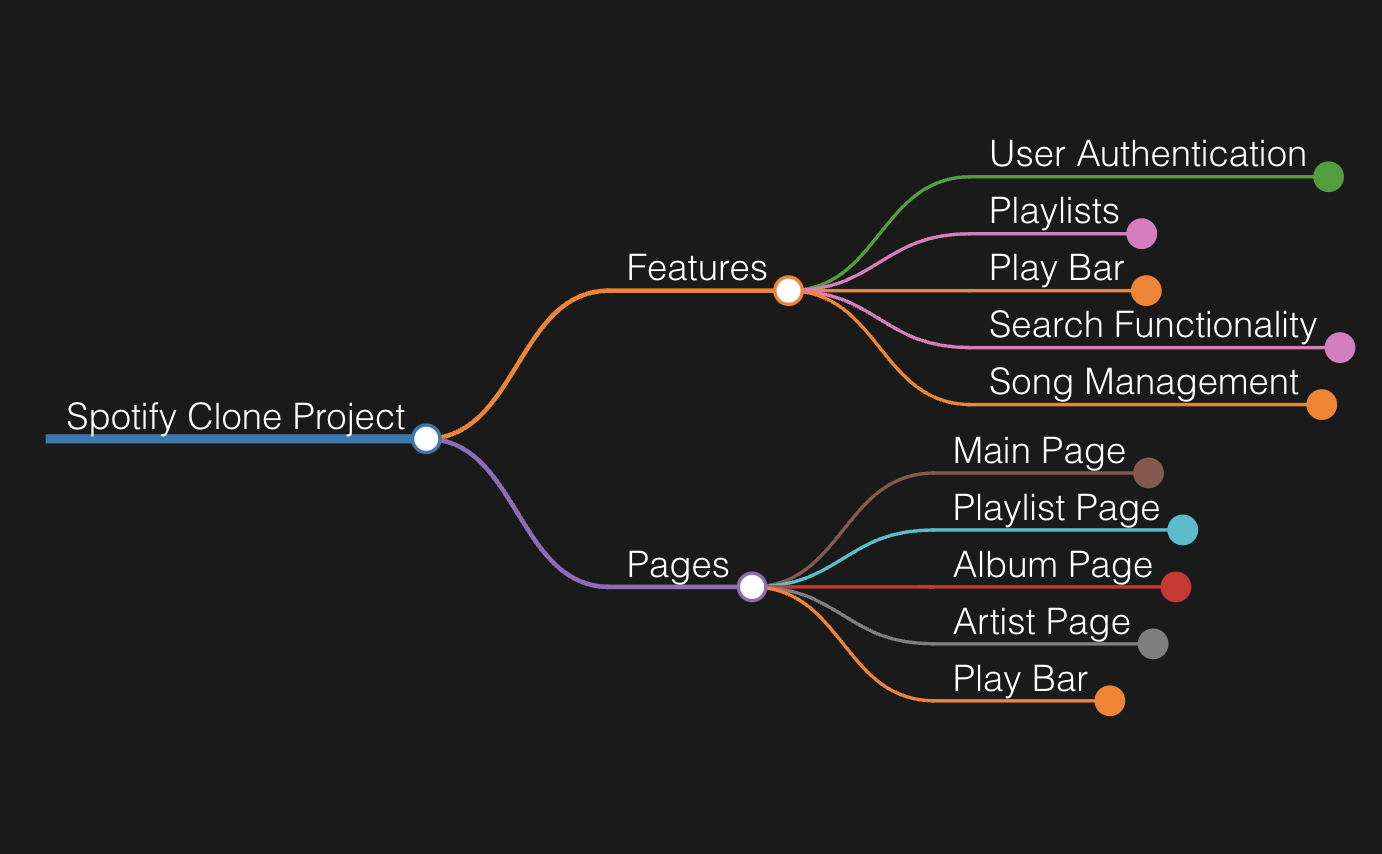 Spotify Clone Project
Features
User Authentication
Playlists
Play Bar
Search Functionality
Song Management
Pages
Main Page
Playlist Page
Album Page
Artist Page
Play Bar